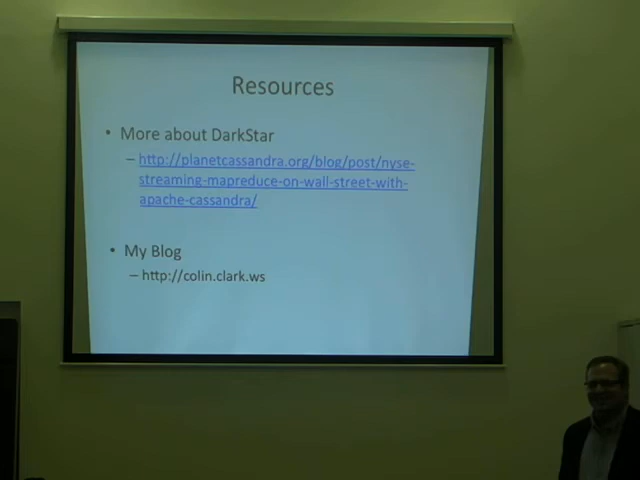 Resources
• More about DarkStar
– http://planetcassandra.org/blog/post/nyse-
streaming-mapreduce-on-wall-street-with-
apache-cassandra/
• My Blog
– http://colin.clark.ws